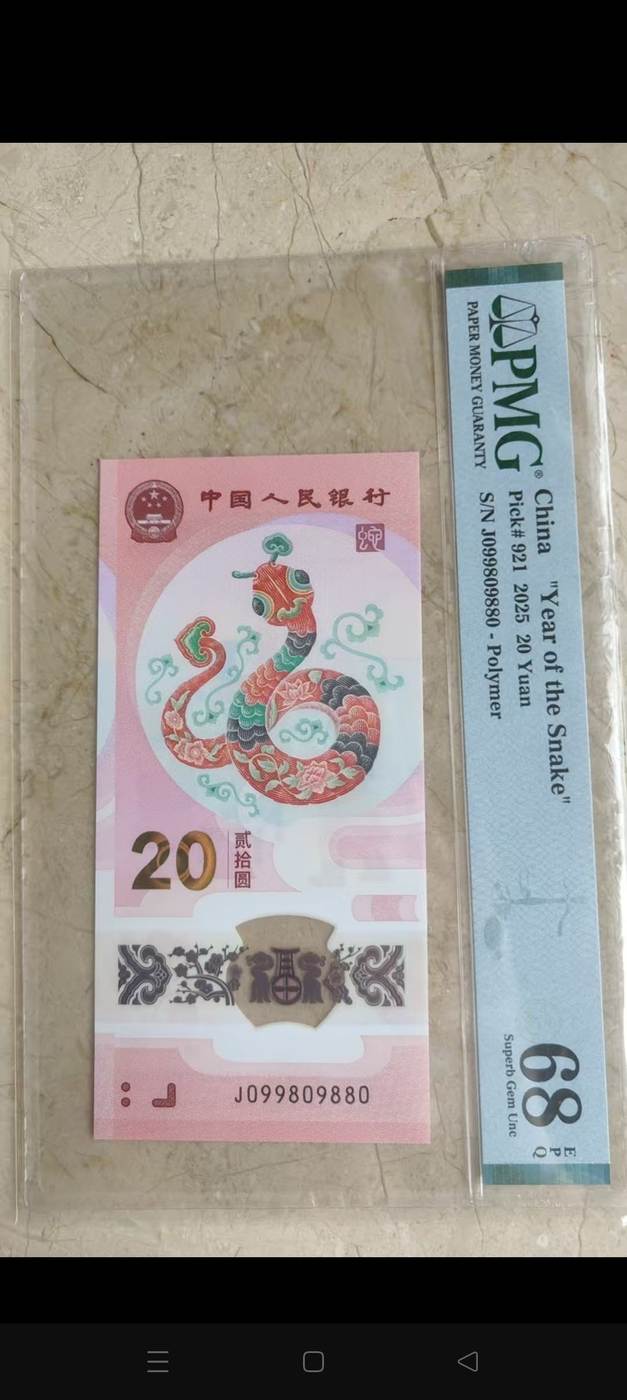 中国人民银行
蛇
20
贰拾圆
J099809880
PMG®
PAPER MONEY GUARANTY
China "Year of the Snake"
Pick# 921 2025 20 Yuan
S/N J099809880 - Polymer
68 EPQ
Superb Gem Unc